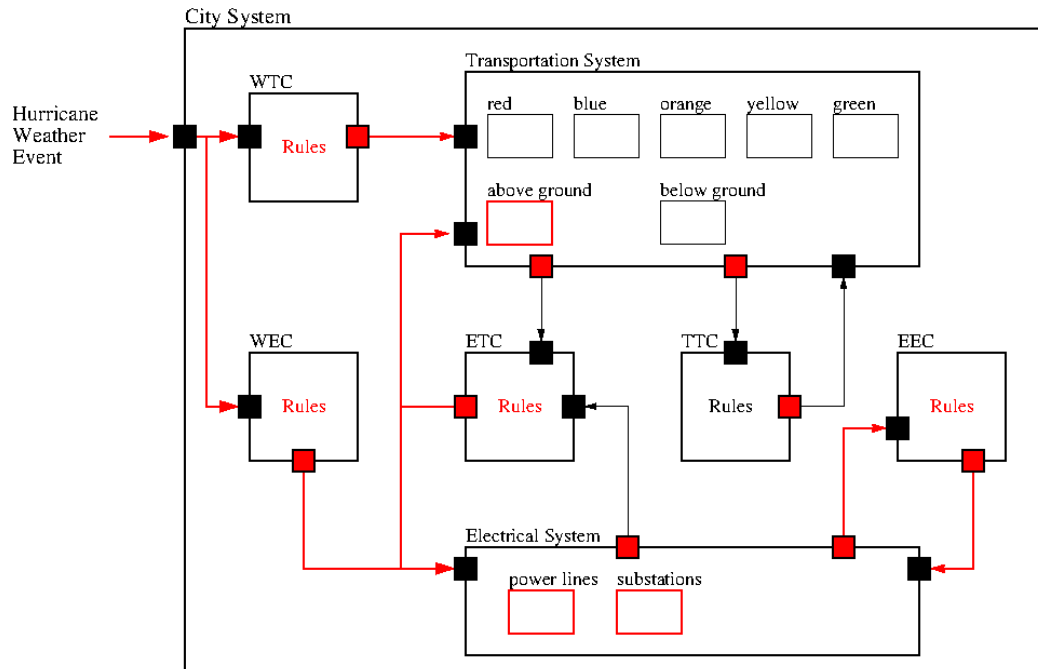 City System
Transportation System
WTC
red blue orange yellow green
Hurricane
Weather
Event
Rules
above ground below ground
WEC ETC TTC EEC
Rules Rules Rules Rules
Electrical System
power lines substations